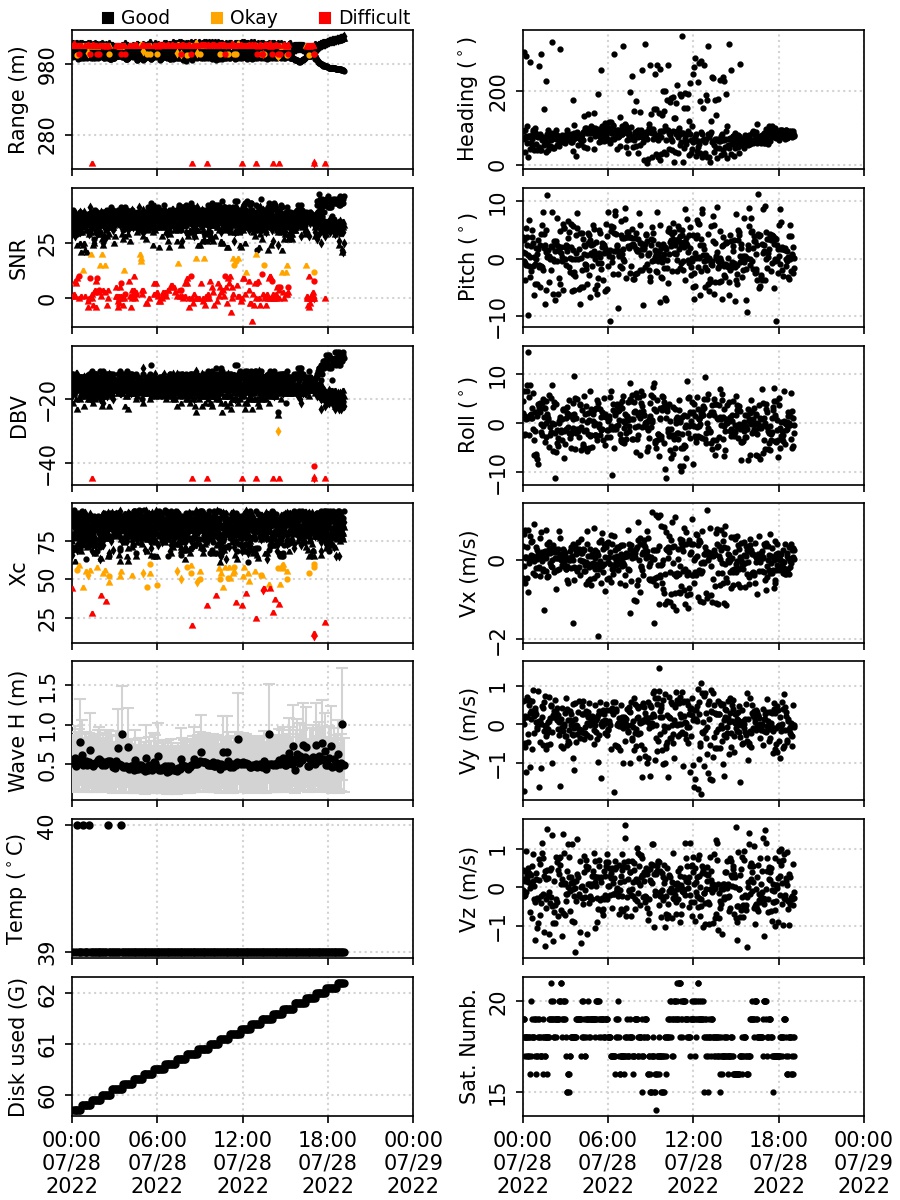 Good Okay Difficult
Range (m)
980
280
Heading (°)
200
0
SNR
25
0
Pitch (°)
10
0
−10
DBV
−20
−40
Roll (°)
10
0
−10
Xc
75
50
25
Vx (m/s)
0
−2
Wave H (m)
1.5
1.0
0.5
Vy (m/s)
1
0
−1
Temp (°C)
40
39
Vz (m/s)
1
0
−1
Disk used (G)
62
61
60
Sat. Numb.
20
15
00:00 06:00 12:00 18:00 00:00
07/28 07/28 07/28 07/28 07/29
2022 2022 2022 2022 2022
00:00 06:00 12:00 18:00 00:00
07/28 07/28 07/28 07/28 07/29
2022 2022 2022 2022 2022